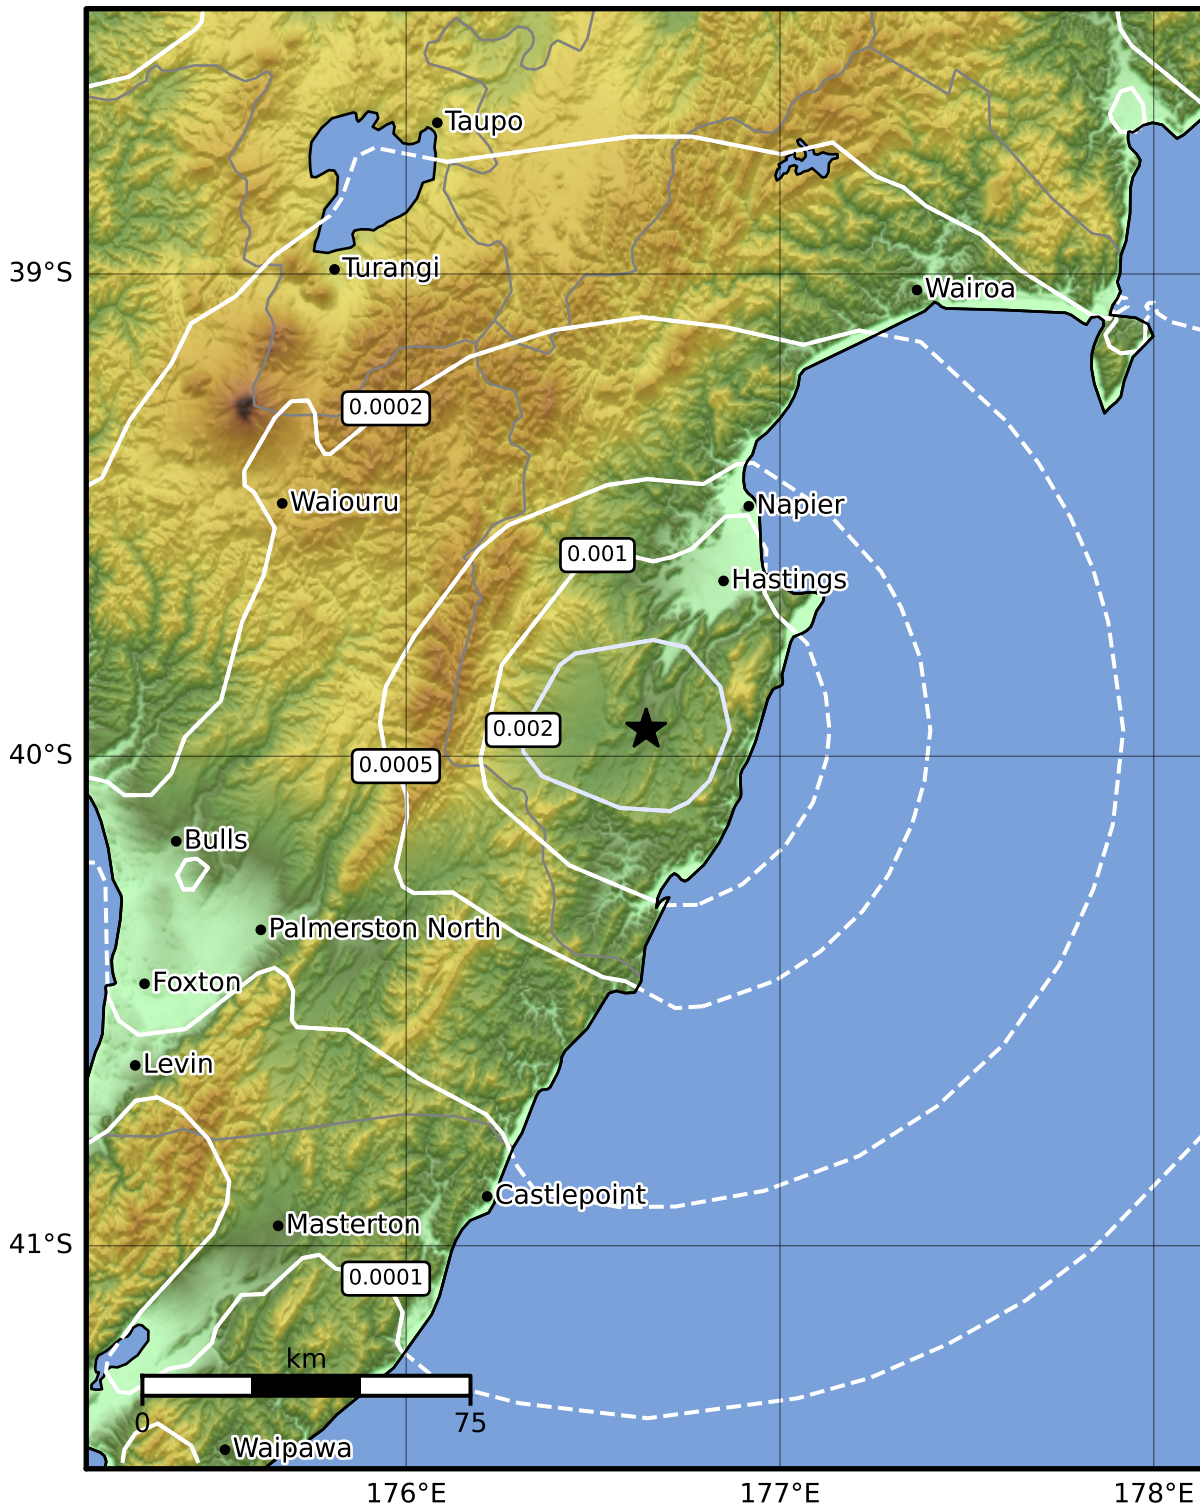 Taupo
Turangi
39°S
Wairoa
0.0002
Waiouru
Napier
0.001
Hastings
0.002
40°S
0.0005
Bulls
Palmerston North
Foxton
Levin
Castlepoint
Masterton
41°S
0.0001
km
0 75
Waipawa
176°E 177°E 178°E